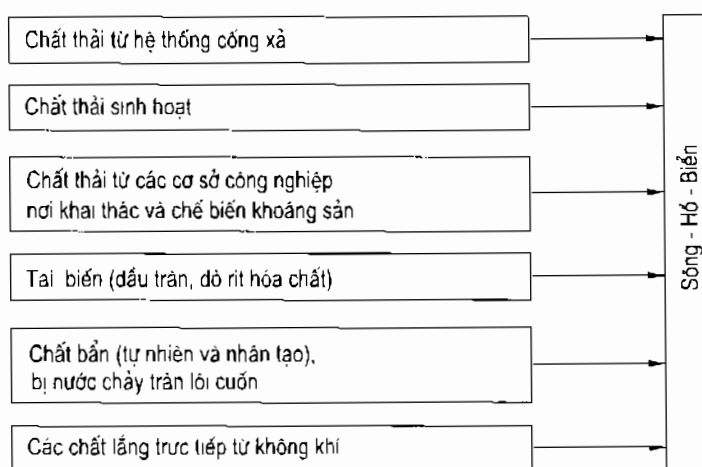 Chất thải từ hệ thống cống xả
Chất thải sinh hoạt
Chất thải từ các cơ sở công nghiệp
nơi khai thác và chế biến khoáng sản
Tai biến (dầu tràn, dò rít hóa chất)
Chất bẩn (tự nhiên và nhân tạo),
bị nước chảy tràn lôi cuốn
Các chất lắng trưc tiếp từ không khí
Sông - Hồ - Biển